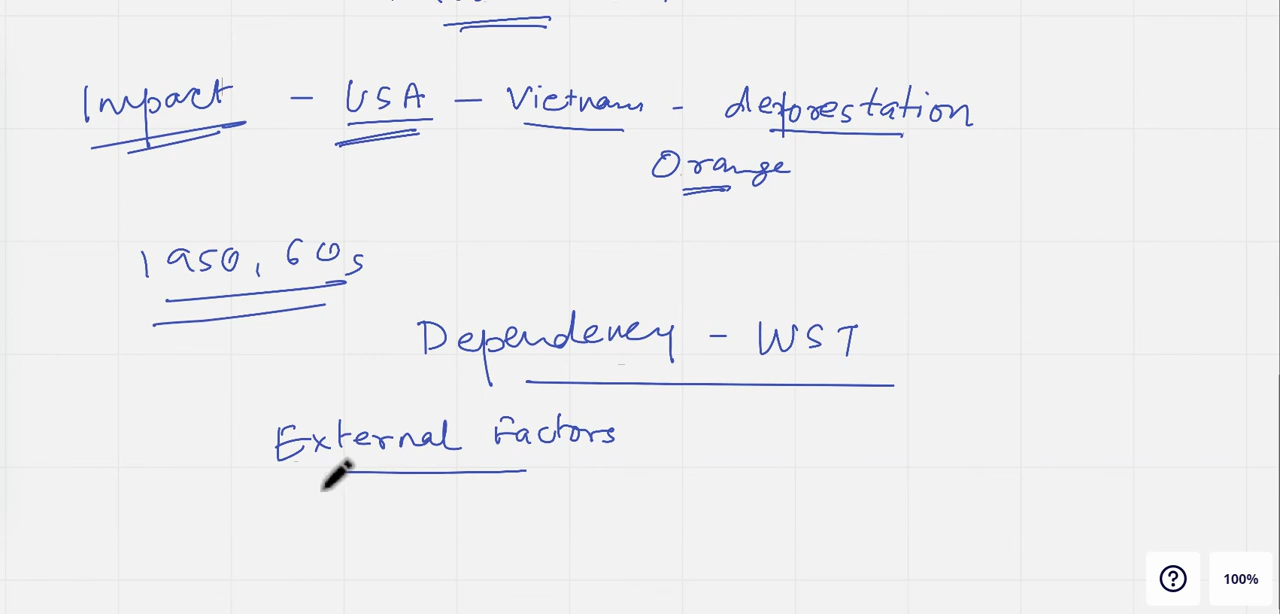 Impact - USA - Vietnam - deforestation
Orange
1950, 60s
Dependency - WST
External Factors
100%